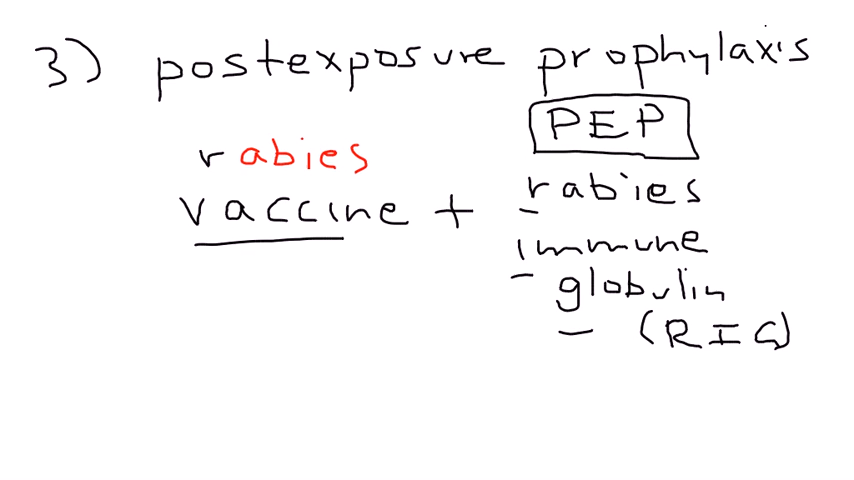 3) postexposure prophylaxis
PEP
rabies
vaccine + rabies
immune
globulin
(RIG)